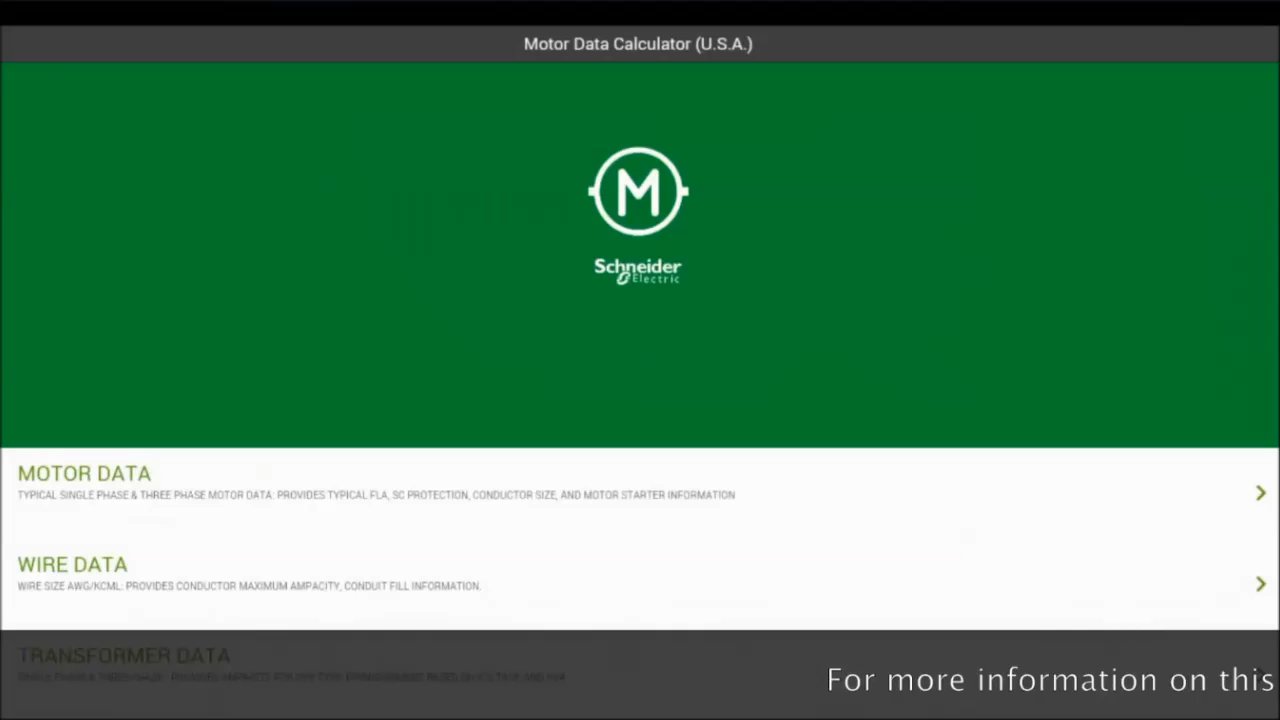 Motor Data Calculator (U.S.A.)
M
Schneider
Electric
MOTOR DATA
TYPICAL SINGLE PHASE & THREE PHASE MOTOR DATA: PROVIDES TYPICAL FLA, SC PROTECTION, CONDUCTOR SIZE, AND MOTOR STARTER INFORMATION
WIRE DATA
WIRE SIZE AWG/KCML: PROVIDES CONDUCTOR MAXIMUM AMPACITY, CONDUIT FILL INFORMATION.
TRANSFORMER DATA
For more information on this